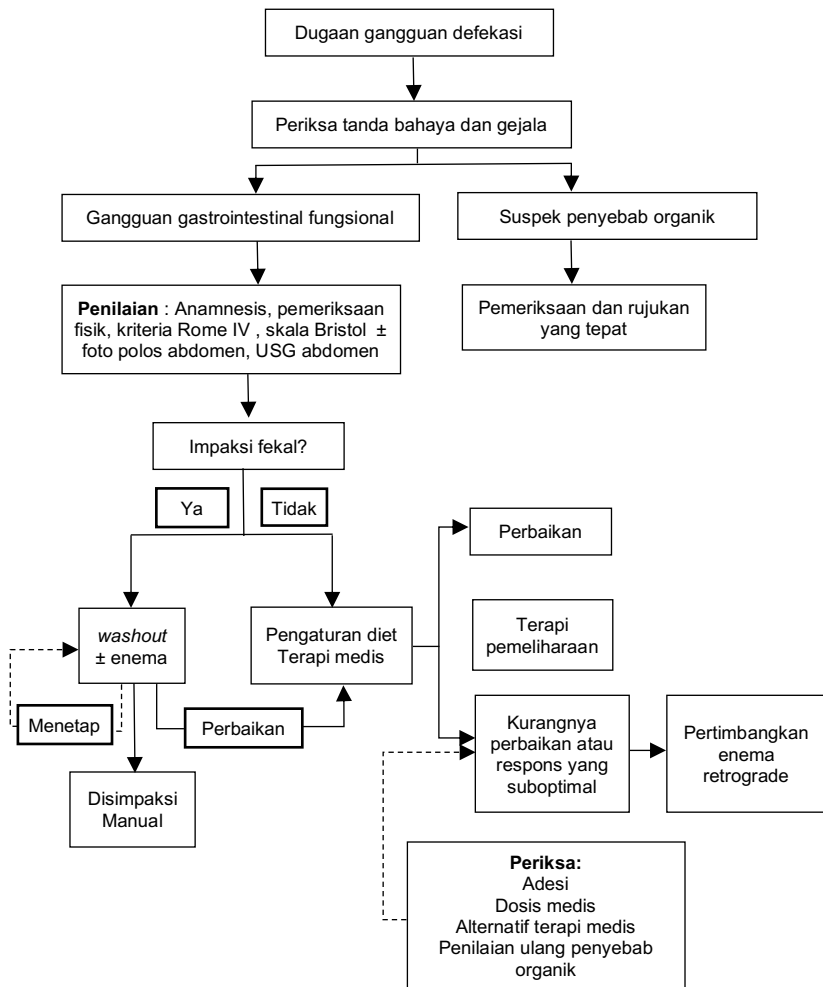 Dugaan gangguan defekasi
Periksa tanda bahaya dan gejala
Gangguan gastrointestinal fungsional
Suspek penyebab organik
Penilaian : Anamnesis, pemeriksaan
fisik, kriteria Rome IV , skala Bristol ±
foto polos abdomen, USG abdomen
Pemeriksaan dan rujukan
yang tepat
Impaksi fekal?
Ya
Tidak
Perbaikan
washout
± enema
Pengaturan diet
Terapi medis
Terapi
pemeliharaan
Menetap
Perbaikan
Kurangnya
perbaikan atau
respons yang
suboptimal
Pertimbangkan
enema
retrograde
Disimpaksi
Manual
Periksa:
Adesi
Dosis medis
Alternatif terapi medis
Penilaian ulang penyebab
organik